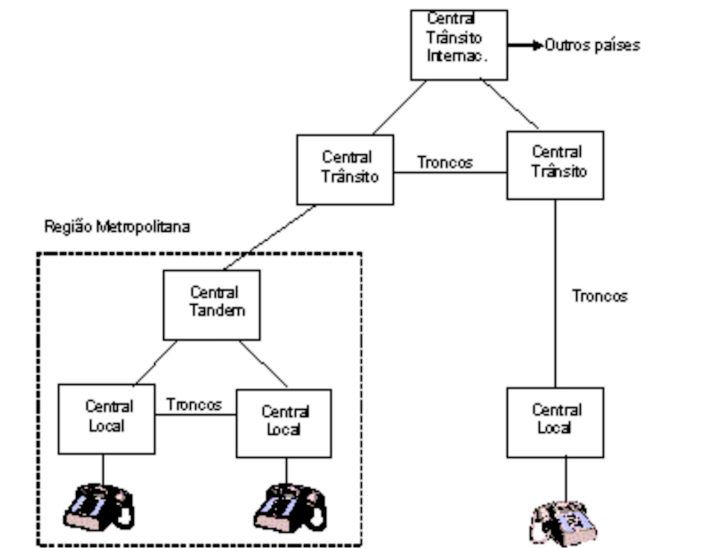 Central
Trânsito
Internac.
Outros países
Central
Trânsito
Troncos
Central
Trânsito
Região Metropolitana
Central
Tandem
Troncos
Central
Local
Troncos
Central
Local
Central
Local